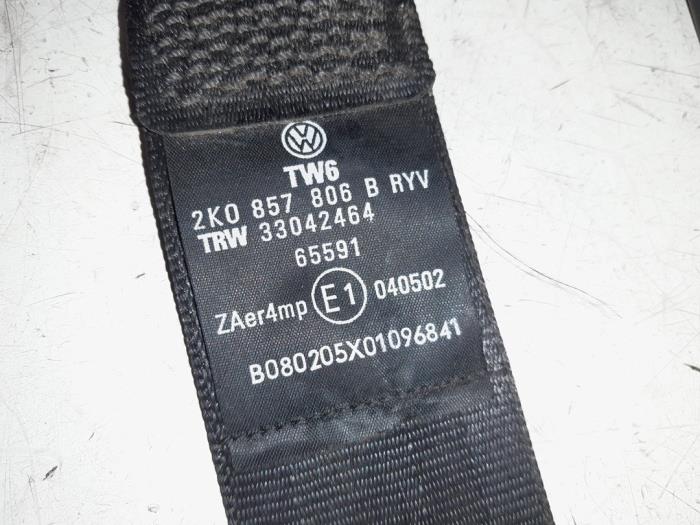 TW6
2K0 857 806 B RYV
TRW 33042464
65591
ZAer4mp E1 040502
B080205X01096841